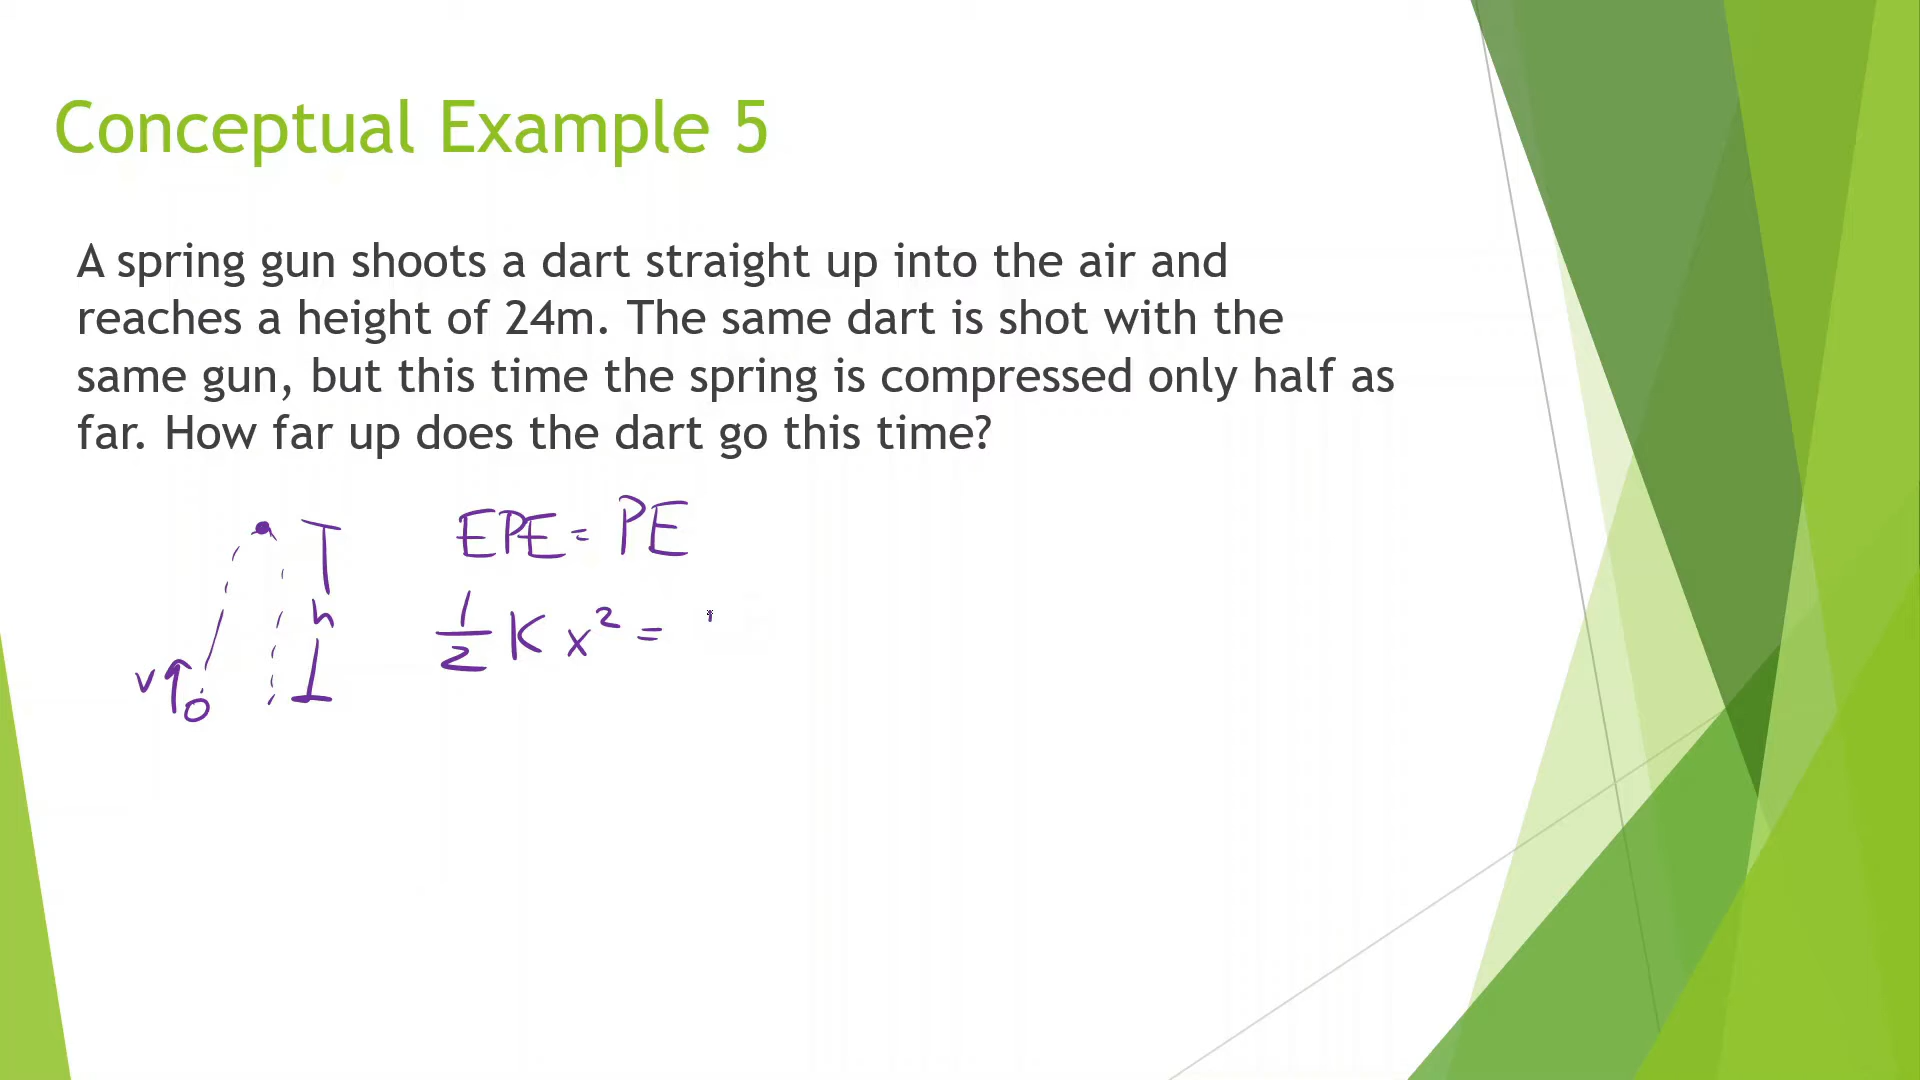 Conceptual Example 5
A spring gun shoots a dart straight up into the air and
reaches a height of 24m. The same dart is shot with the
same gun, but this time the spring is compressed only half as
far. How far up does the dart go this time?
EPE = PE
1/2 K x² =
h
v